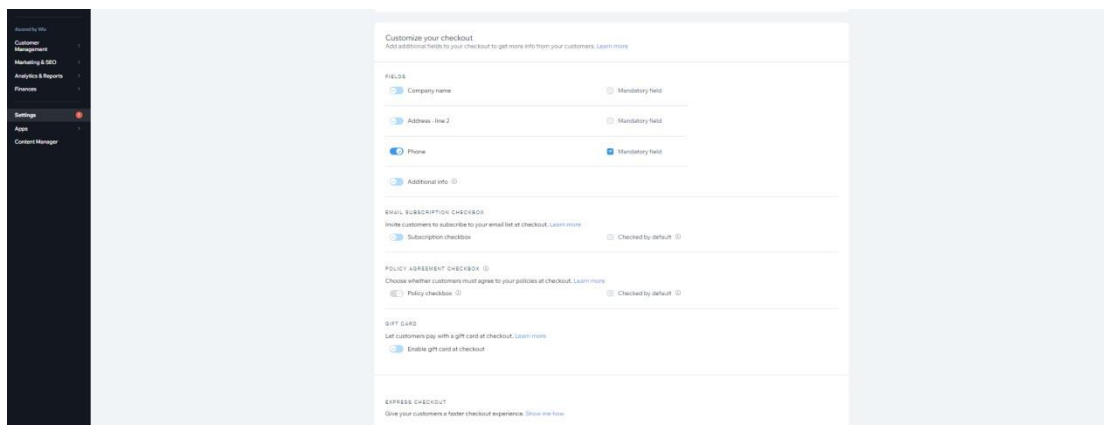 Ascend by Wix
Customer
Management
Marketing & SEO
Analytics & Reports
Finances
Settings
Apps
Content Manager
Customize your checkout
Add additional fields to your checkout to get more info from your customers. Learn more
FIELDS
Company name
Mandatory field
Address - line 2
Mandatory field
Phone
Mandatory field
Additional info
EMAIL SUBSCRIPTION CHECKBOX
Invite customers to subscribe to your email list at checkout. Learn more
Subscription checkbox
Checked by default
POLICY AGREEMENT CHECKBOX
Choose whether customers must agree to your policies at checkout. Learn more
Policy checkbox
Checked by default
GIFT CARD
Let customers pay with a gift card at checkout. Learn more
Enable gift card at checkout
EXPRESS CHECKOUT
Give your customers a faster checkout experience. Show me how